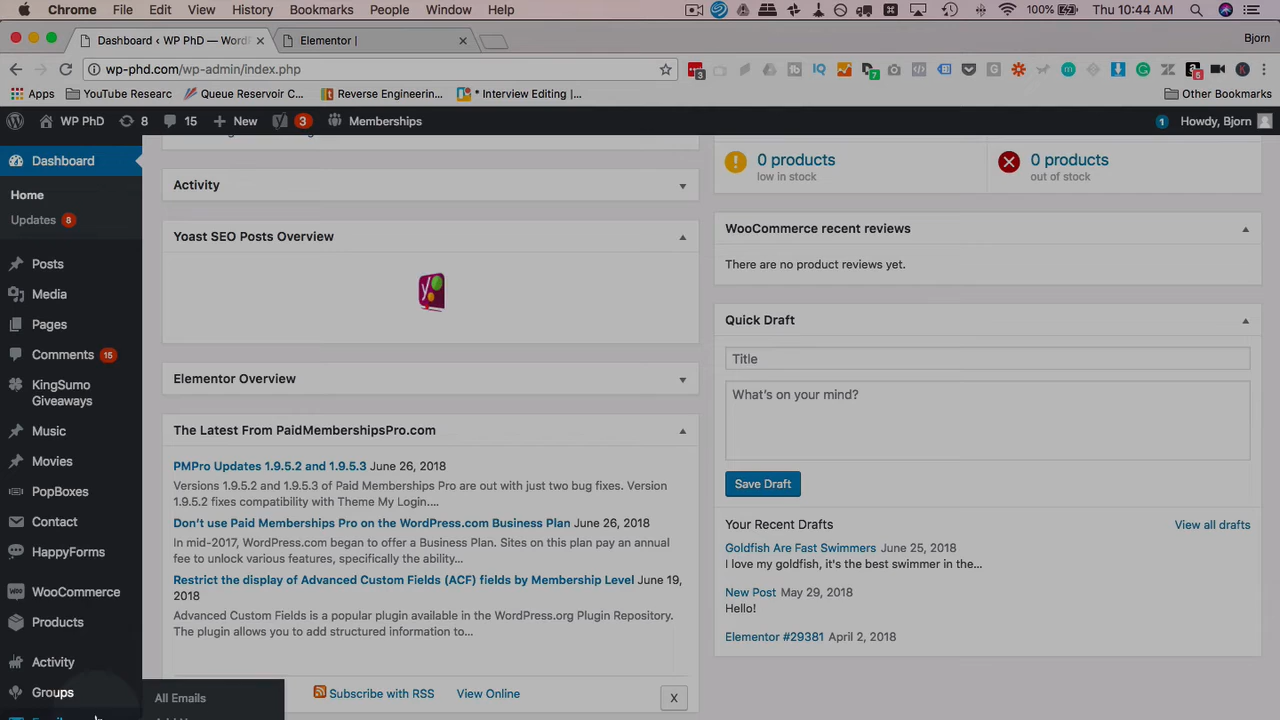 Chrome File Edit View History Bookmarks People Window Help 100% Thu 10:44 AM
Dashboard ‹ WP PhD — Word Elementor | Bjorn
wp-phd.com/wp-admin/index.php
Apps YouTube Researc Queue Reservoir C... Reverse Engineerin... * Interview Editing |... Other Bookmarks
WP PhD 8 15 New 3 Memberships 1 Howdy, Bjorn
Dashboard
Home
Updates 8
Posts
Media
Pages
Comments 15
KingSumo
Giveaways
Music
Movies
PopBoxes
Contact
HappyForms
WooCommerce
Products
Activity
Groups
All Emails
Activity
Yoast SEO Posts Overview
Elementor Overview
The Latest From PaidMembershipsPro.com
PMPro Updates 1.9.5.2 and 1.9.5.3 June 26, 2018
Versions 1.9.5.2 and 1.9.5.3 of Paid Memberships Pro are out with just two bug fixes. Version
1.9.5.2 fixes compatibility with Theme My Login....
Don't use Paid Memberships Pro on the WordPress.com Business Plan June 26, 2018
In mid-2017, WordPress.com began to offer a Business Plan. Sites on this plan pay an annual
fee to unlock various features, specifically the ability...
Restrict the display of Advanced Custom Fields (ACF) fields by Membership Level June 19,
2018
Advanced Custom Fields is a popular plugin available in the WordPress.org Plugin Repository.
The plugin allows you to add structured information to...
Subscribe with RSS View Online X
0 products 0 products
low in stock out of stock
WooCommerce recent reviews
There are no product reviews yet.
Quick Draft
Title
What's on your mind?
Save Draft
Your Recent Drafts View all drafts
Goldfish Are Fast Swimmers June 25, 2018
I love my goldfish, it's the best swimmer in the...
New Post May 29, 2018
Hello!
Elementor #29381 April 2, 2018